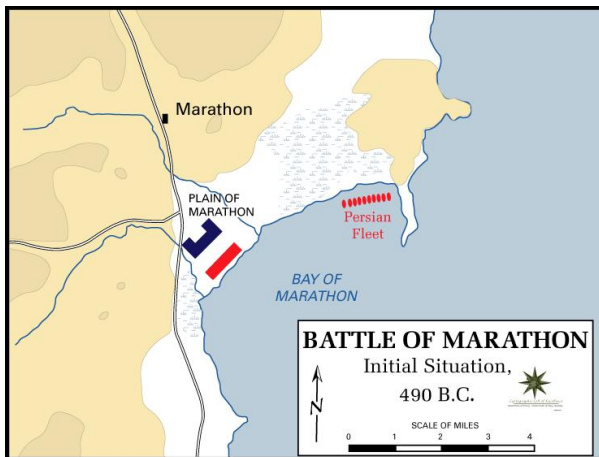 Marathon
PLAIN OF
MARATHON
Persian
Fleet
BAY OF
MARATHON
BATTLE OF MARATHON
Initial Situation,
490 B.C.
N
SCALE OF MILES
0 1 2 3 4